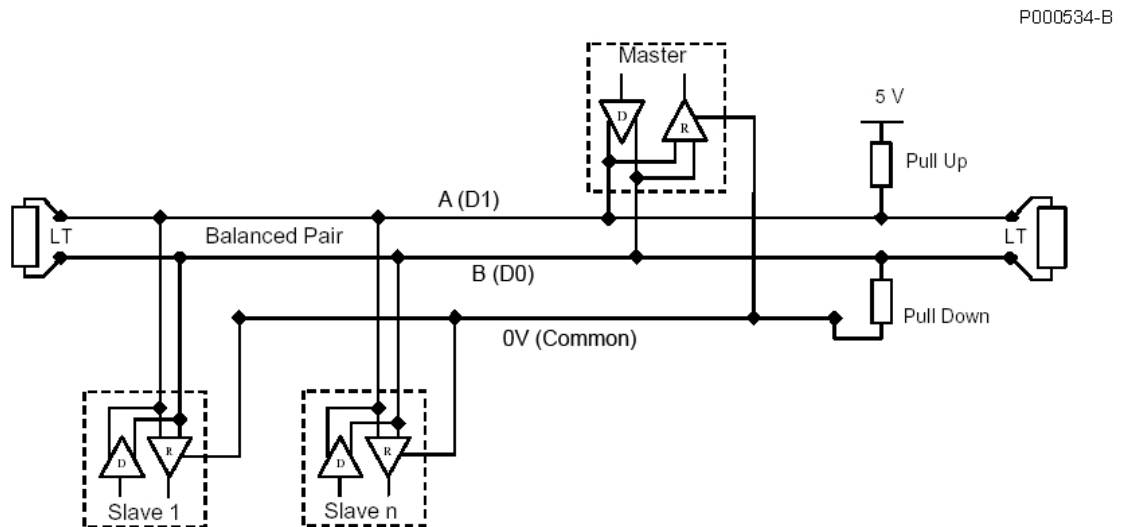 P000534-B
Master
D
R
5 V
Pull Up
A (D1)
LT
Balanced Pair
LT
B (D0)
Pull Down
0V (Common)
D
R
D
R
Slave 1
Slave n